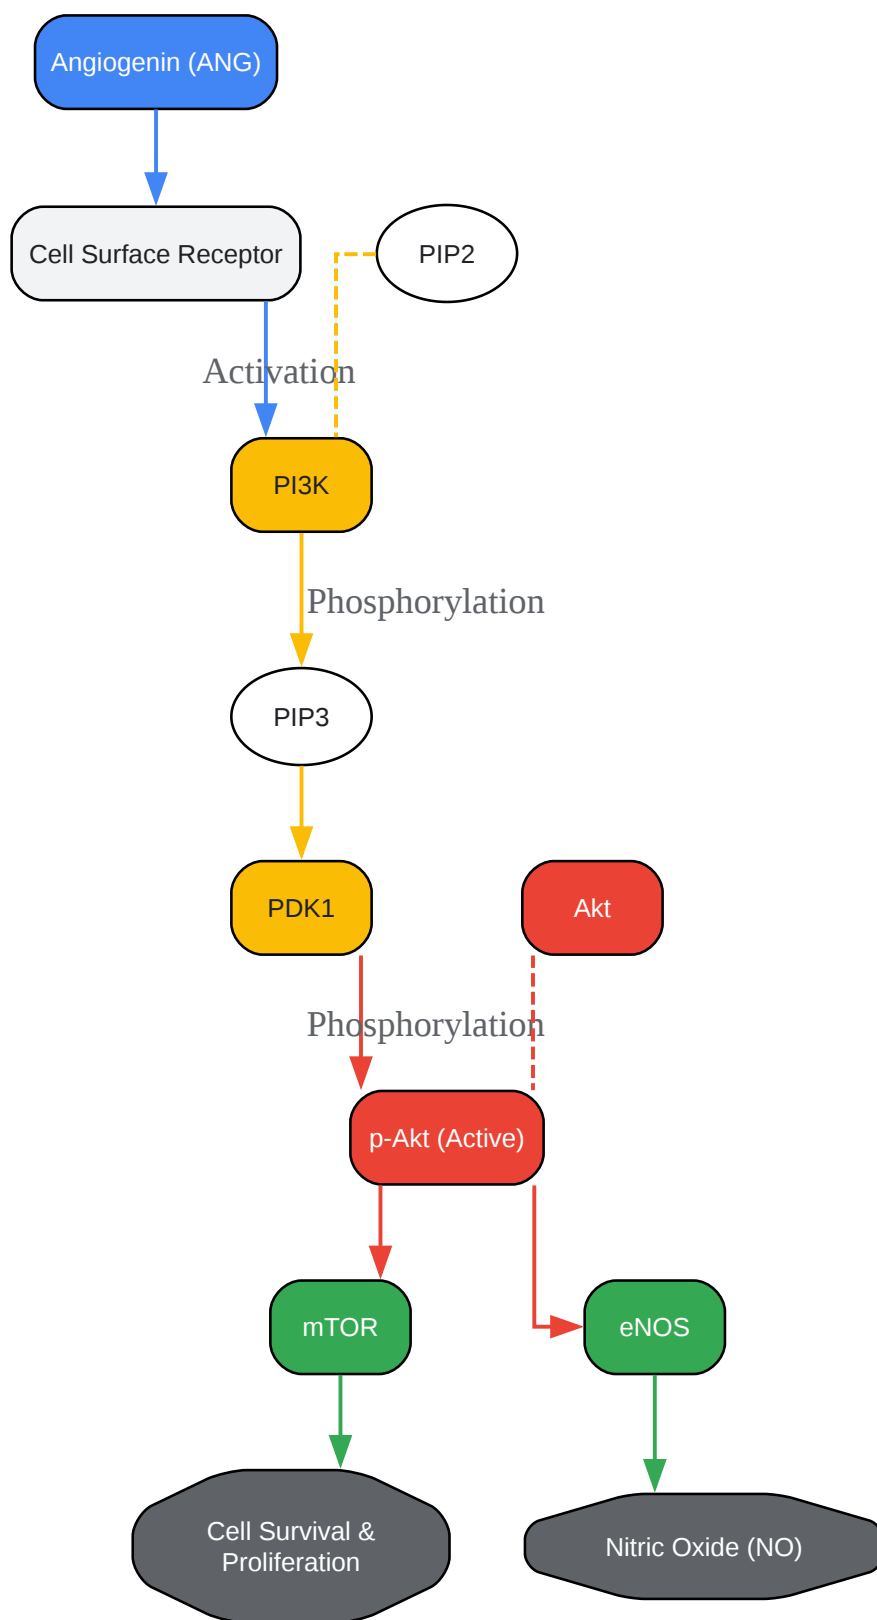 Angiogenin (ANG)
Cell Surface Receptor
PIP2
Activation
PI3K
Phosphorylation
PIP3
PDK1
Akt
Phosphorylation
p-Akt (Active)
mTOR
eNOS
Cell Survival &
Proliferation
Nitric Oxide (NO)